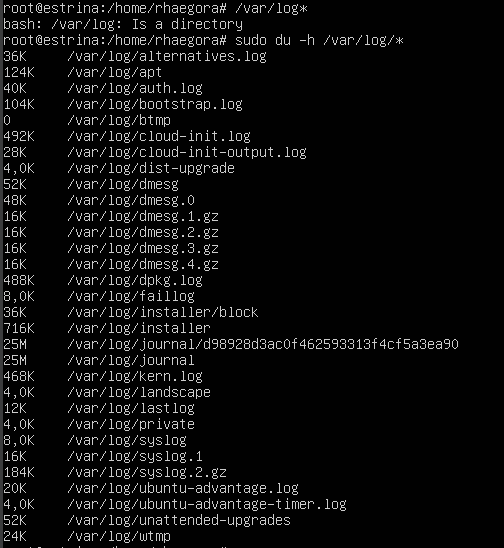 root@estrina:/home/rhaegora# /var/log*
bash: /var/log: Is a directory
root@estrina:/home/rhaegora# sudo du -h /var/log/*
36K /var/log/alternatives.log
124K /var/log/apt
40K /var/log/auth.log
104K /var/log/bootstrap.log
0 /var/log/btmp
492K /var/log/cloud-init.log
28K /var/log/cloud-init-output.log
4,0K /var/log/dist-upgrade
52K /var/log/dmesg
48K /var/log/dmesg.0
16K /var/log/dmesg.1.gz
16K /var/log/dmesg.2.gz
16K /var/log/dmesg.3.gz
16K /var/log/dmesg.4.gz
488K /var/log/dpkg.log
8,0K /var/log/faillog
36K /var/log/installer/block
716K /var/log/installer
25M /var/log/journal/d98928d3ac0f462593313f4cf5a3ea90
25M /var/log/journal
468K /var/log/kern.log
4,0K /var/log/landscape
12K /var/log/lastlog
4,0K /var/log/private
8,0K /var/log/syslog
16K /var/log/syslog.1
184K /var/log/syslog.2.gz
20K /var/log/ubuntu-advantage.log
4,0K /var/log/ubuntu-advantage-timer.log
52K /var/log/unattended-upgrades
24K /var/log/wtmp